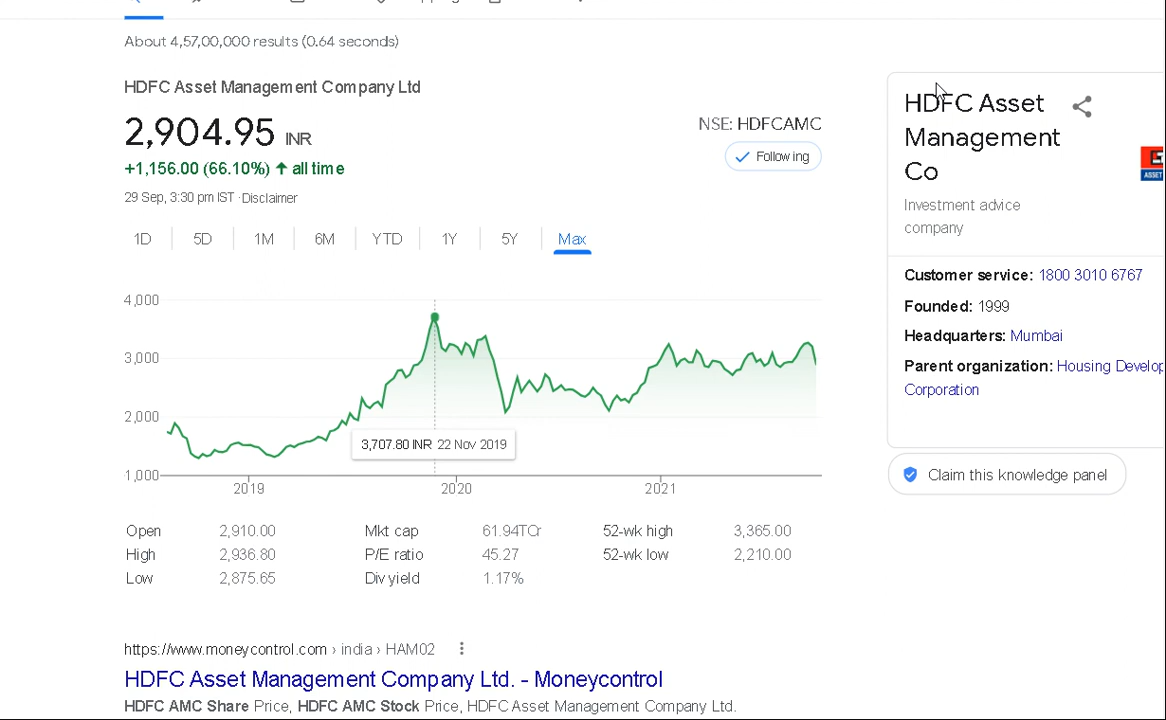 About 4,57,00,000 results (0.64 seconds)
HDFC Asset Management Company Ltd
2,904.95 INR
+1,156.00 (66.10%) ↑ all time
29 Sep, 3:30 pm IST · Disclaimer
NSE: HDFCAMC
✓ Following
1D 5D 1M 6M YTD 1Y 5Y Max
4,000
3,000
2,000
1,000
3,707.80 INR 22 Nov 2019
2019 2020 2021
Open 2,910.00 Mkt cap 61.94TCr 52-wk high 3,365.00
High 2,936.80 P/E ratio 45.27 52-wk low 2,210.00
Low 2,875.65 Div yield 1.17%
https://www.moneycontrol.com › india › HAM02
HDFC Asset Management Company Ltd. - Moneycontrol
HDFC AMC Share Price, HDFC AMC Stock Price, HDFC Asset Management Company Ltd.
HDFC Asset
Management
Co
ASSET
Investment advice
company
Customer service: 1800 3010 6767
Founded: 1999
Headquarters: Mumbai
Parent organization: Housing Develop
Corporation
Claim this knowledge panel